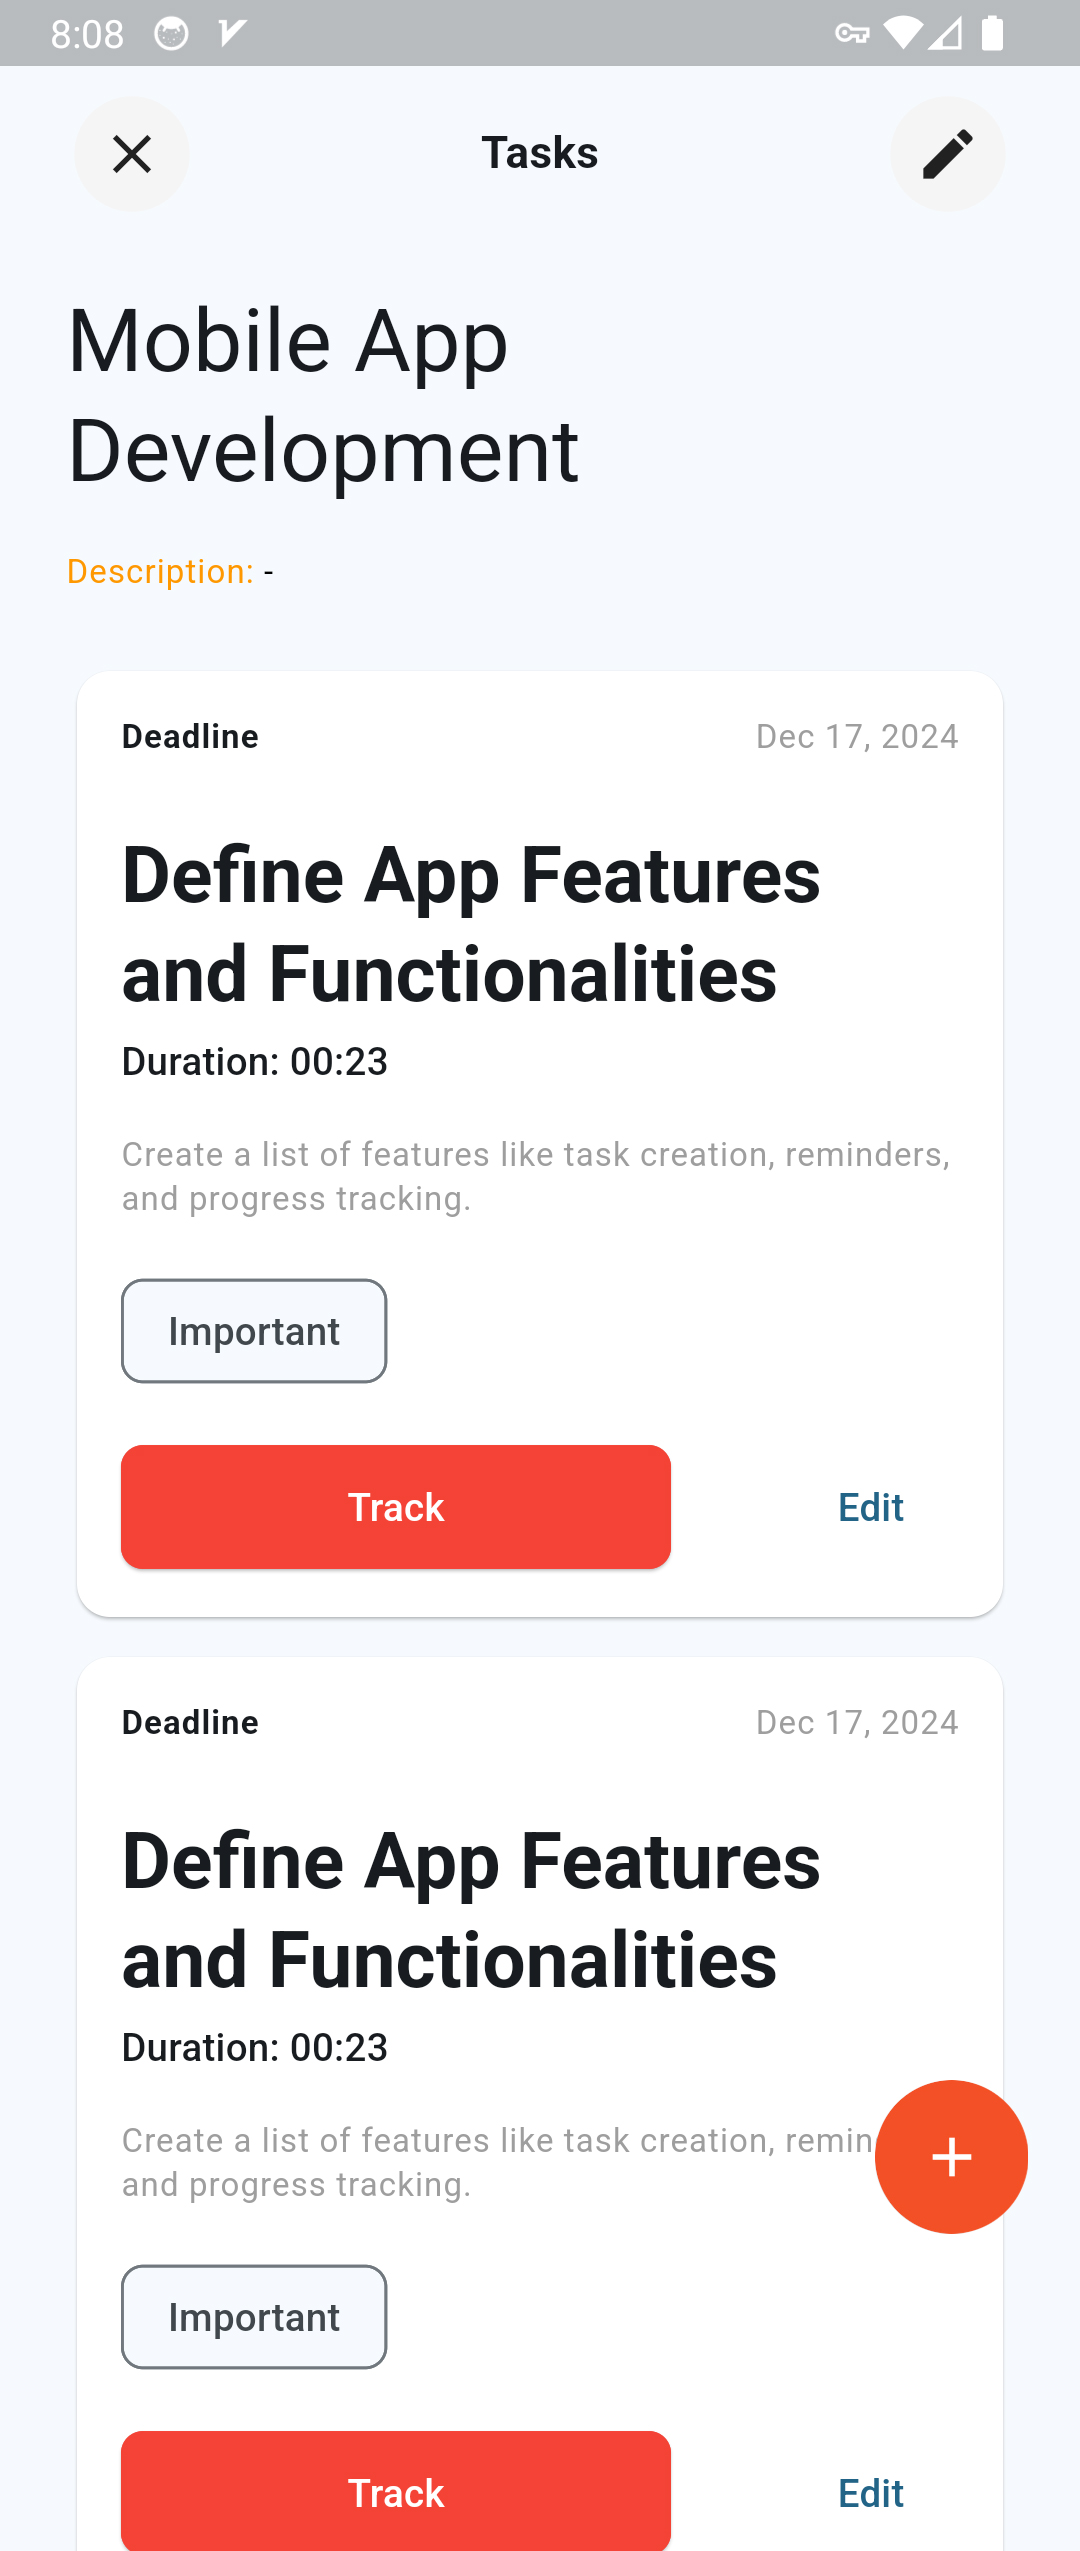 8:08
Tasks
Mobile App
Development
Description: -
Deadline
Dec 17, 2024
Define App Features
and Functionalities
Duration: 00:23
Create a list of features like task creation, reminders,
and progress tracking.
Important
Track
Edit
Deadline
Dec 17, 2024
Define App Features
and Functionalities
Duration: 00:23
Create a list of features like task creation, remin
and progress tracking.
Important
Track
Edit